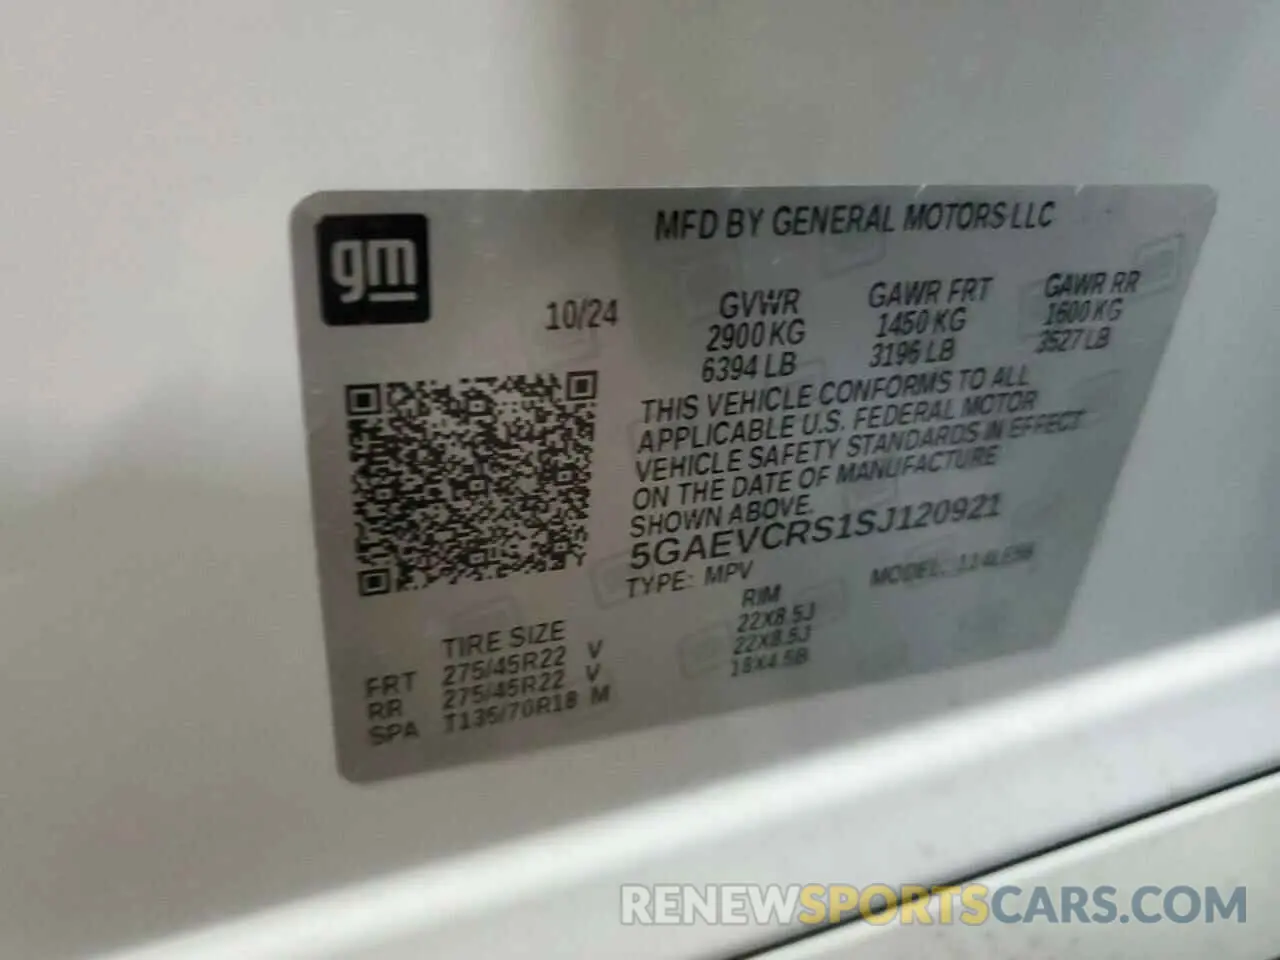 gm
MFD BY GENERAL MOTORS LLC
10/24
GVWR GAWR FRT GAWR RR
2900 KG 1450 KG 1600 KG
6394 LB 3196 LB 3527 LB
THIS VEHICLE CONFORMS TO ALL
APPLICABLE U.S. FEDERAL MOTOR
VEHICLE SAFETY STANDARDS IN EFFECT
ON THE DATE OF MANUFACTURE
SHOWN ABOVE.
5GAEVCRS1SJ120921
TYPE: MPV MODEL:
TIRE SIZE RIM
FRT 275/45R22 V 22X8.5J
RR 275/45R22 V 22X8.5J
SPA T135/70R18 M 18X4.5B
RENEWSPORTSCARS.COM